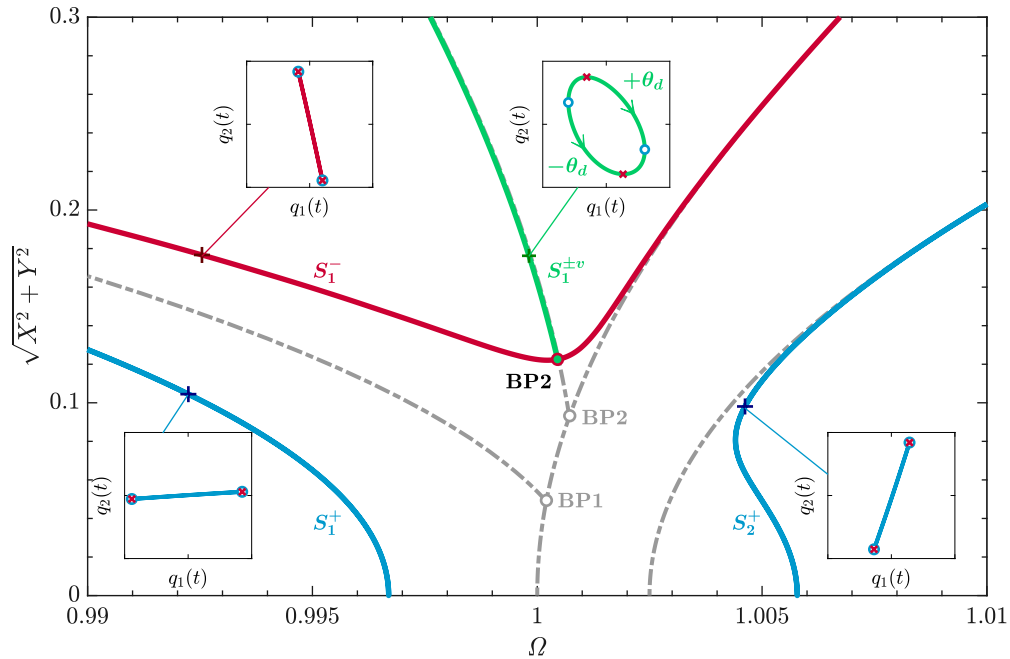 0.3
0.2
0.1
0
√X² + Y²
0.99
0.995
1
1.005
1.01
Ω
q₂(t)
q₁(t)
q₂(t)
q₁(t)
+θ_d
−θ_d
S₁⁻
S₁^{±v}
BP2
BP2
BP1
q₂(t)
q₁(t)
S₁⁺
S₂⁺
q₂(t)
q₁(t)